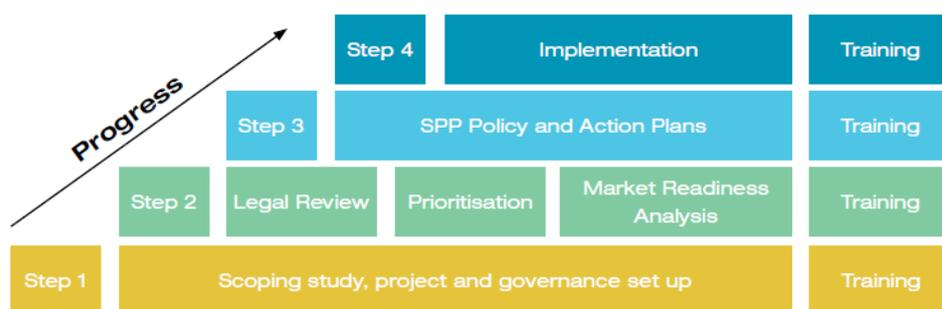 Step 4 Implementation Training
Progress
Step 3 SPP Policy and Action Plans Training
Step 2 Legal Review Prioritisation Market Readiness
Analysis Training
Step 1 Scoping study, project and governance set up Training